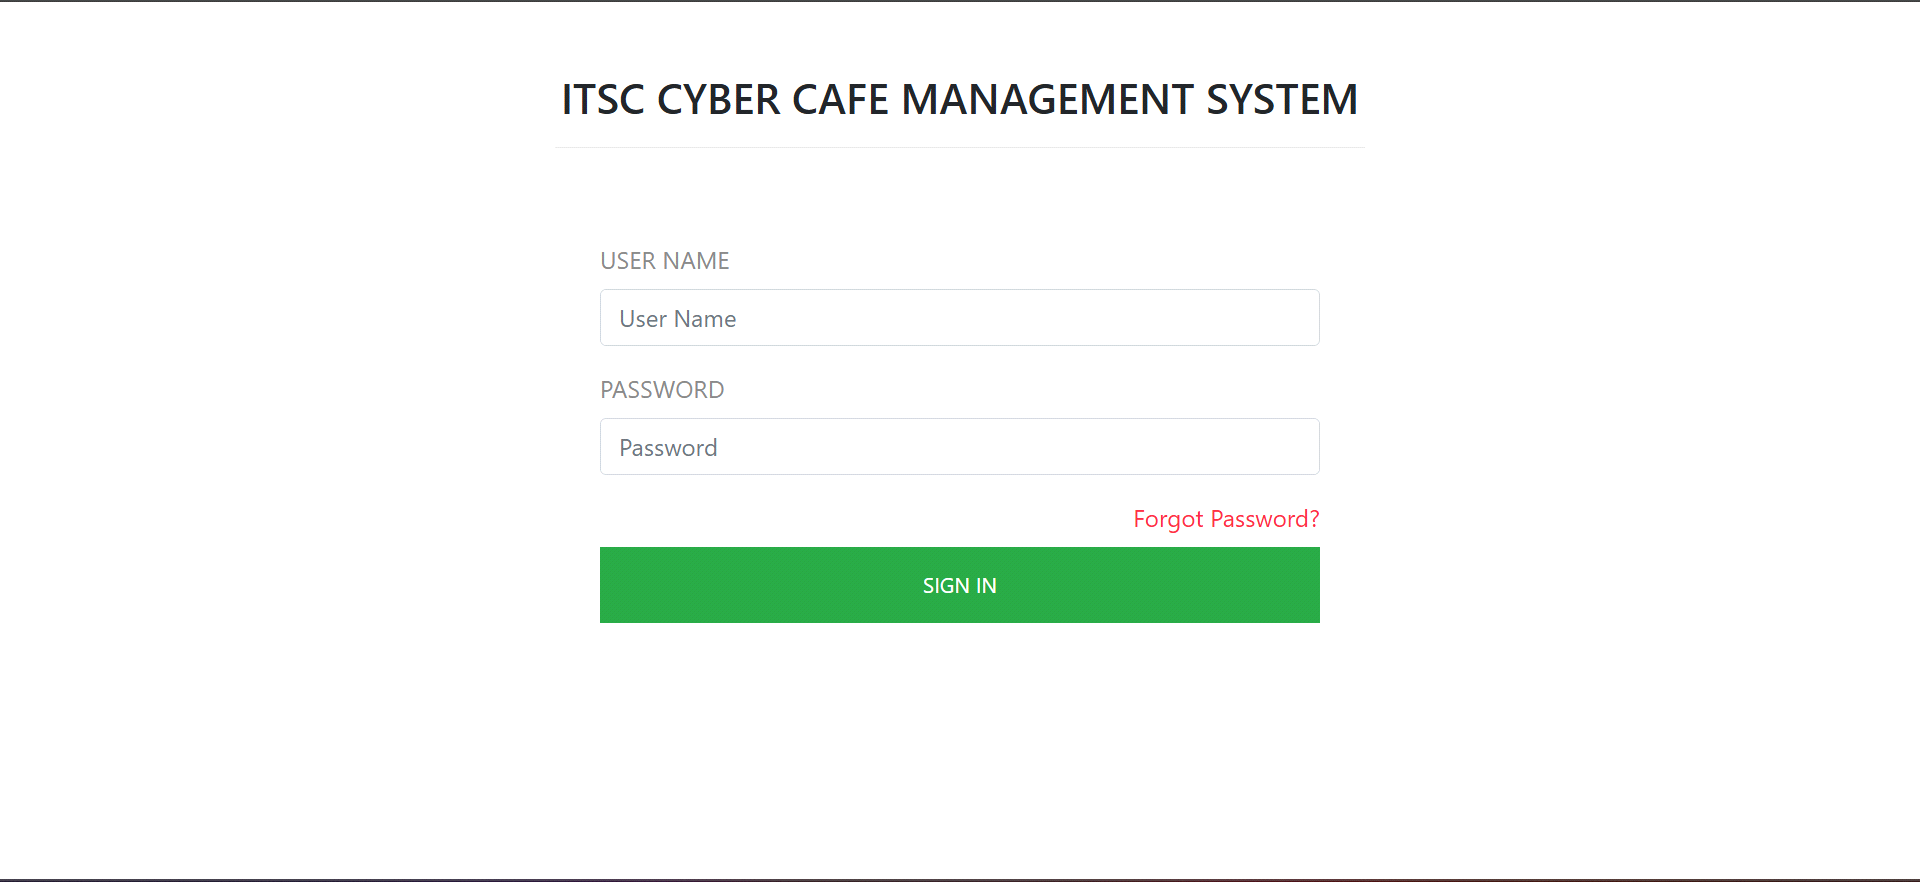 ITSC CYBER CAFE MANAGEMENT SYSTEM
USER NAME
User Name
PASSWORD
Password
Forgot Password?
SIGN IN